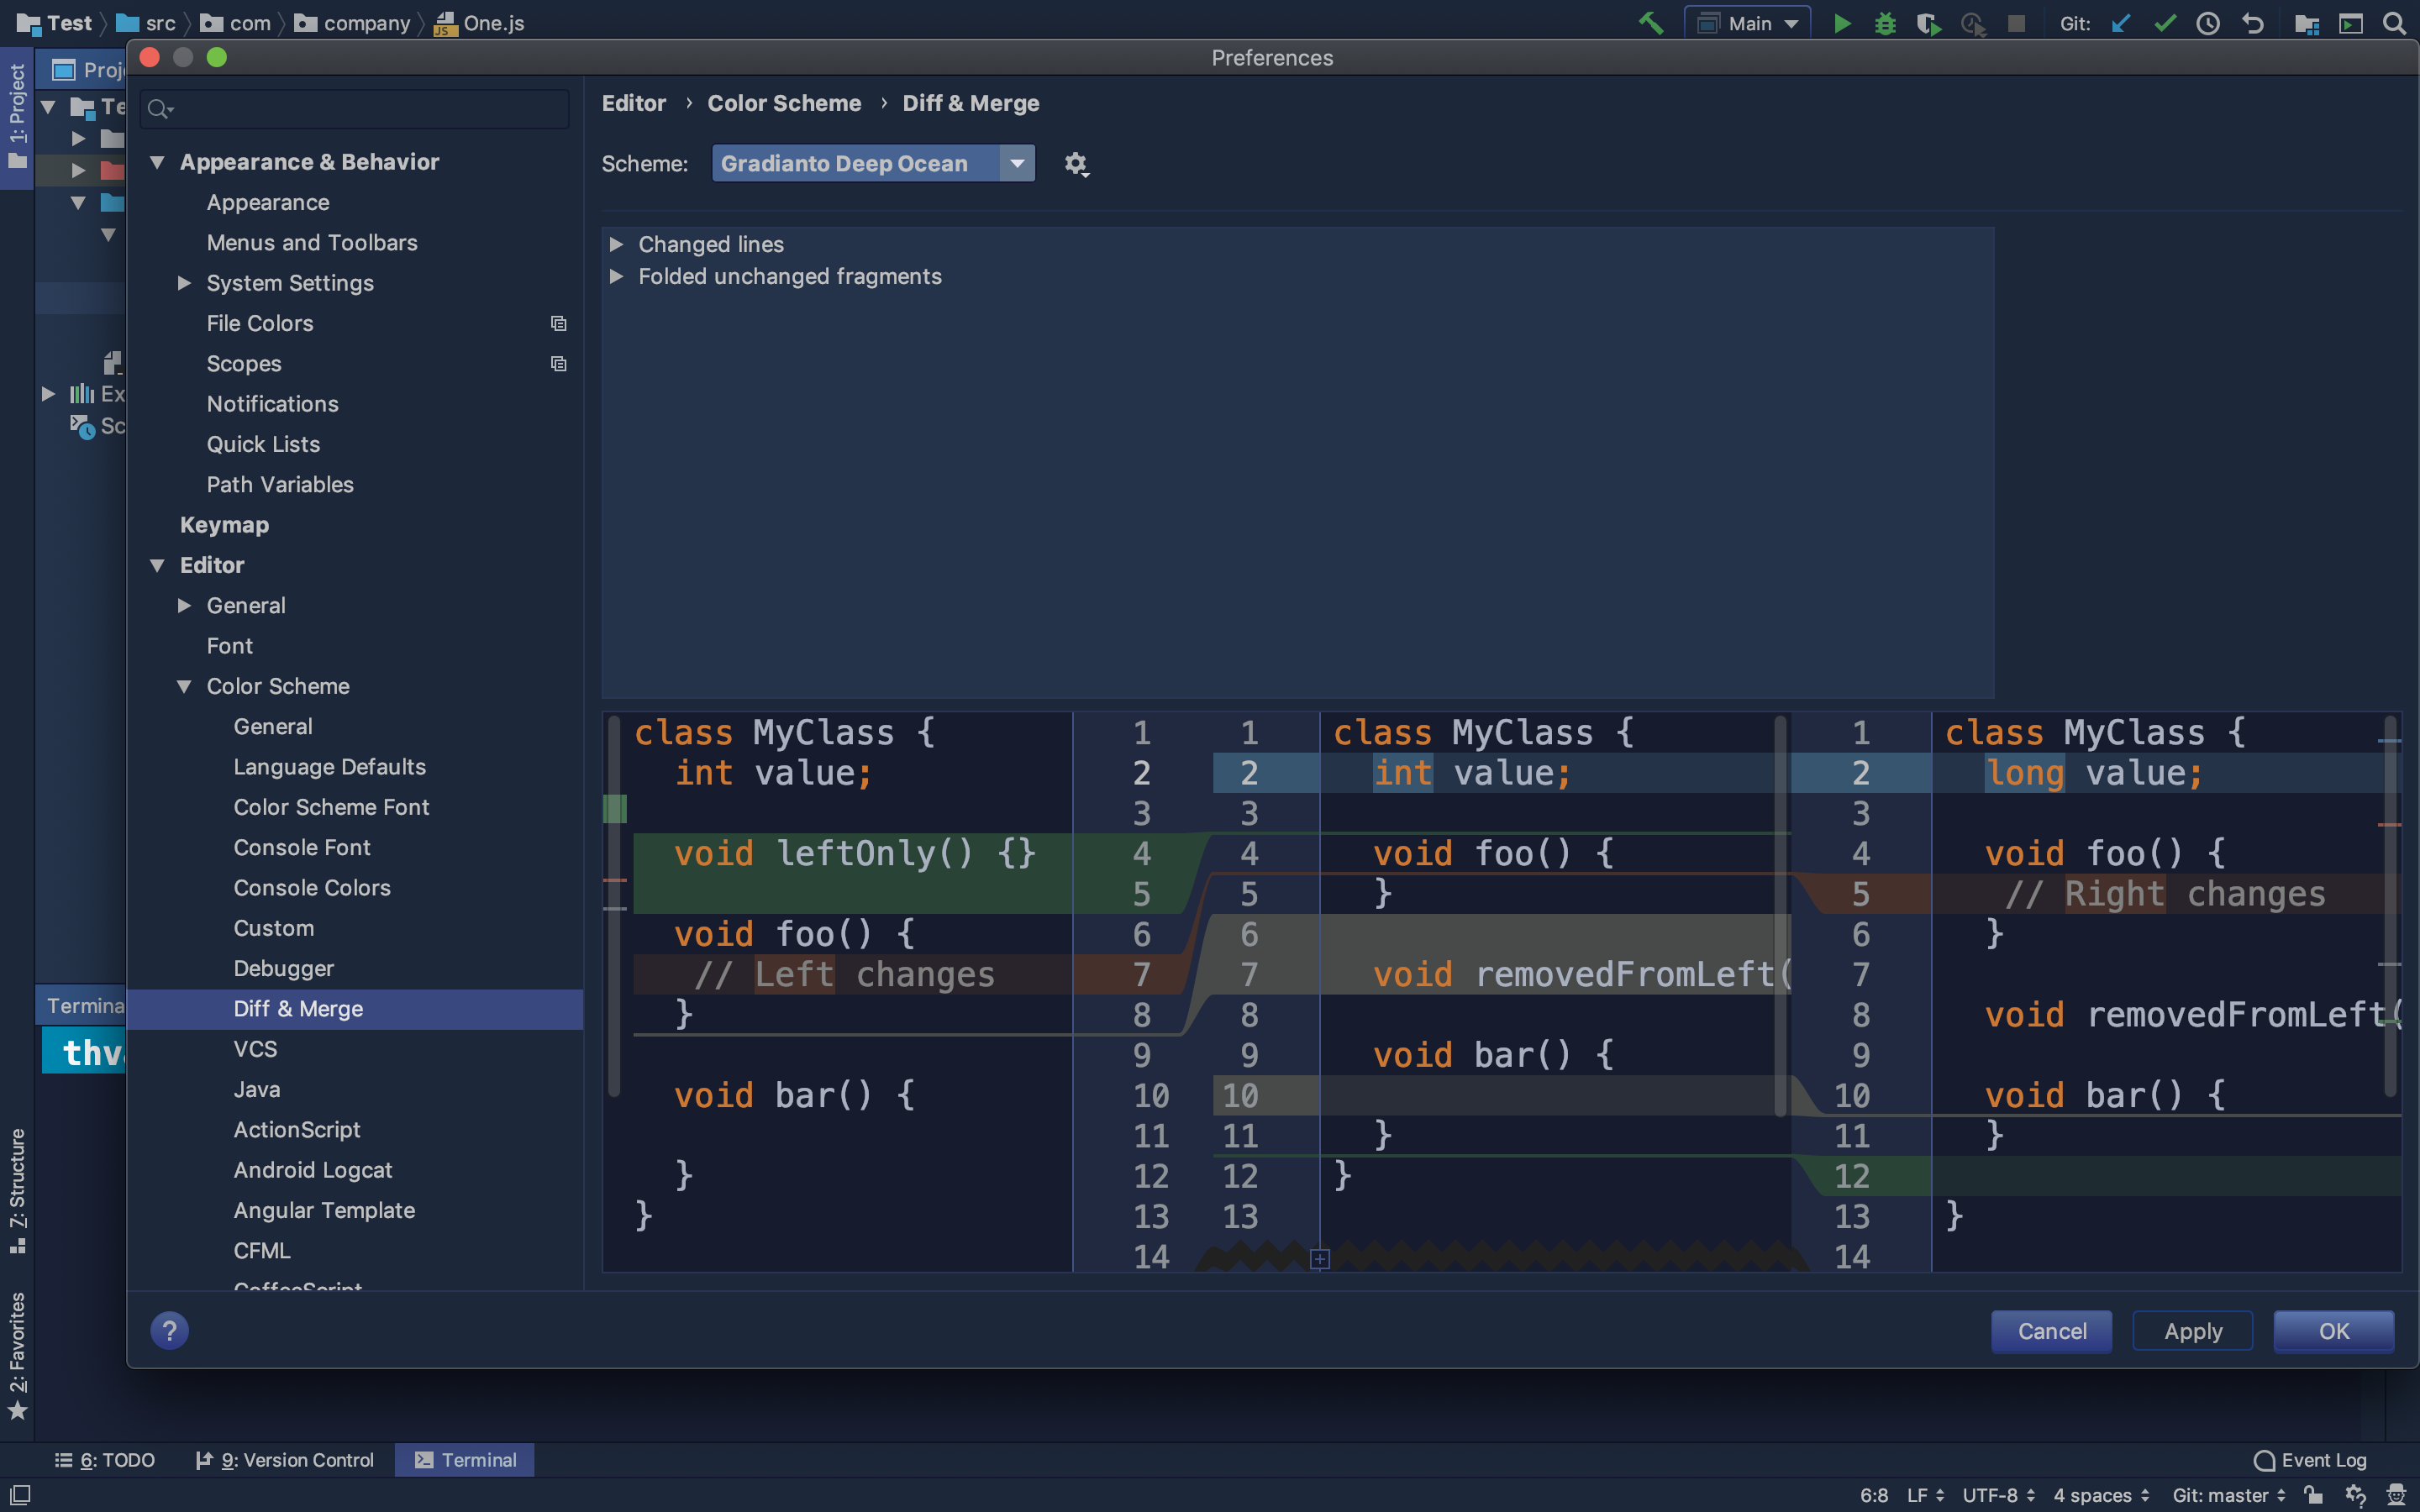 Test src com company One.js
Main Git:
Preferences
1: Project
Proj
Te
Ex
Sc
Appearance & Behavior
Appearance
Menus and Toolbars
System Settings
File Colors
Scopes
Notifications
Quick Lists
Path Variables
Keymap
Editor
General
Font
Color Scheme
General
Language Defaults
Color Scheme Font
Console Font
Console Colors
Custom
Debugger
Diff & Merge
VCS
Java
ActionScript
Android Logcat
Angular Template
CFML
CoffeeScript
Editor › Color Scheme › Diff & Merge
Scheme: Gradianto Deep Ocean
Changed lines
Folded unchanged fragments
class MyClass { 1 1 class MyClass { 1 class MyClass {
int value; 2 2 int value; 2 long value;
3 3 3
void leftOnly() {} 4 4 void foo() { 4 void foo() {
5 5 } 5 // Right changes
void foo() { 6 6 6 }
// Left changes 7 7 void removedFromLeft( 7
} 8 8 8 void removedFromLeft(
9 9 void bar() { 9
void bar() { 10 10 10 void bar() {
11 11 } 11 }
} 12 12 } 12
} 13 13 13 }
14 14
Termina
thv
7: Structure
2: Favorites
?
Cancel Apply OK
6: TODO 9: Version Control Terminal Event Log
6:8 LF UTF-8 4 spaces Git: master